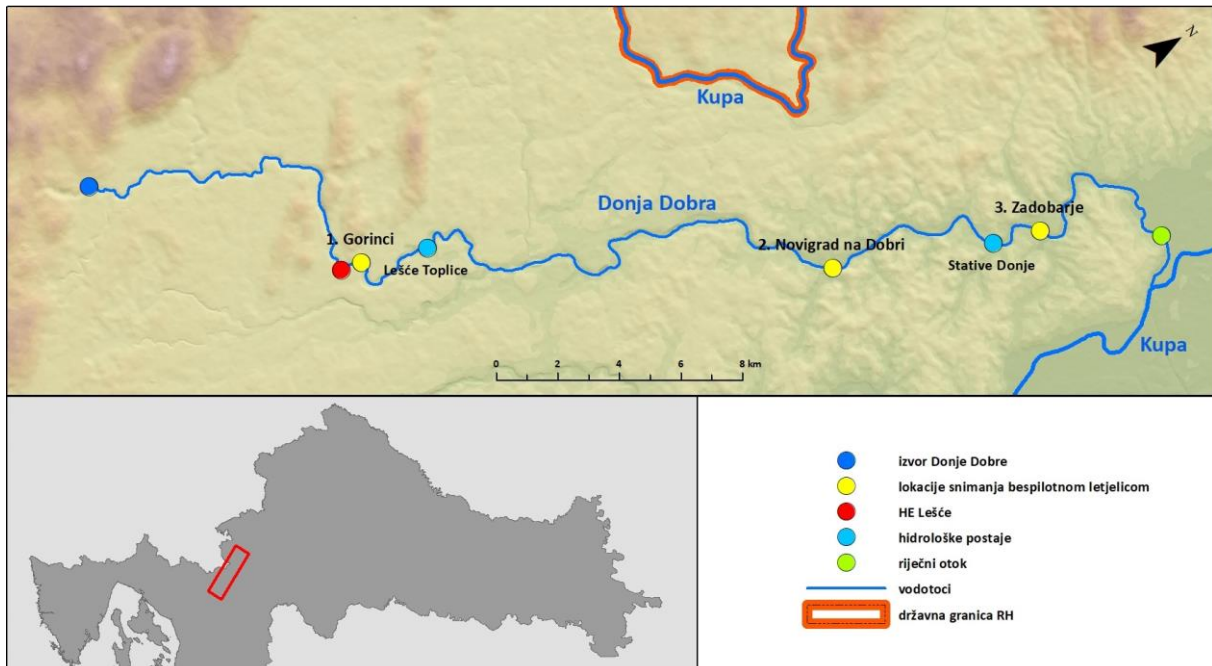 N
Kupa
Donja Dobra
3. Zadobarje
1. Gorinci
2. Novigrad na Dobri
Lešće Toplice
Stative Donje
Kupa
0 2 4 6 8 km
izvor Donje Dobre
lokacije snimanja bespilotnom letjelicom
HE Lešće
hidrološke postaje
riječni otok
vodotoci
državna granica RH